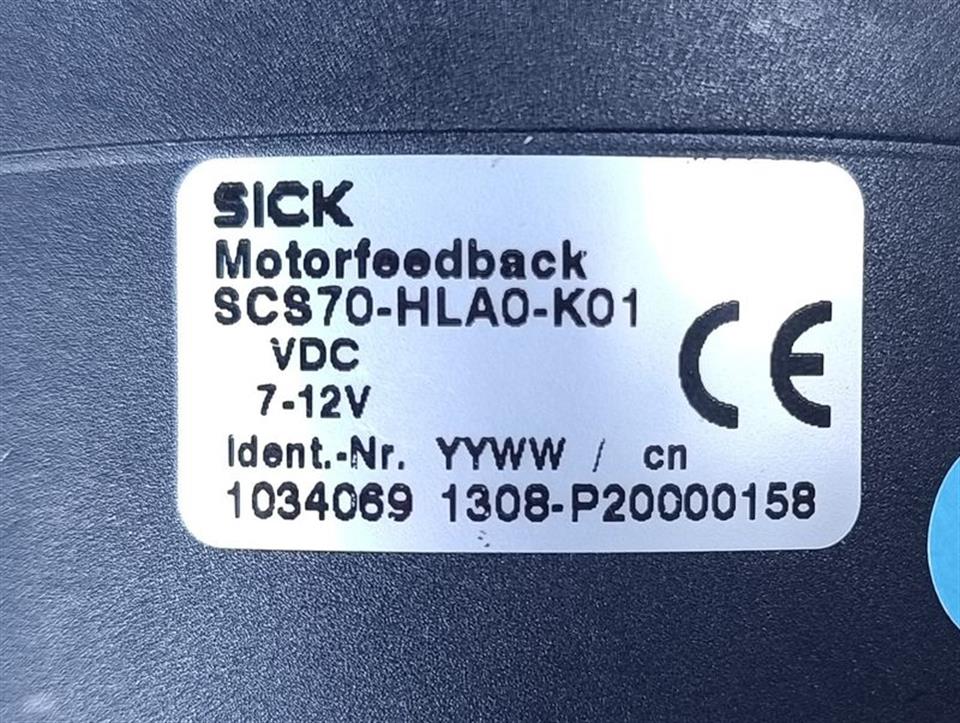 SICK
Motorfeedback
SCS70-HLA0-K01
VDC
7-12V
CE
Ident.-Nr. YYWW / cn
1034069 1308-P20000158